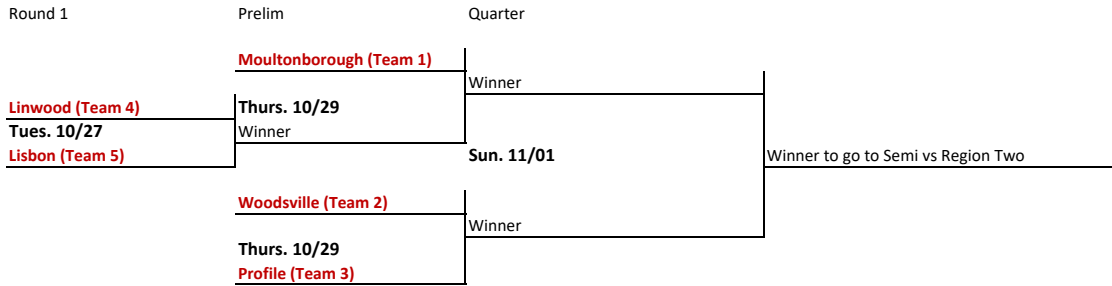 Round 1 Prelim Quarter
Moultonborough (Team 1)
Winner
Linwood (Team 4) Thurs. 10/29
Tues. 10/27 Winner
Lisbon (Team 5) Sun. 11/01 Winner to go to Semi vs Region Two
Woodsville (Team 2)
Winner
Thurs. 10/29
Profile (Team 3)